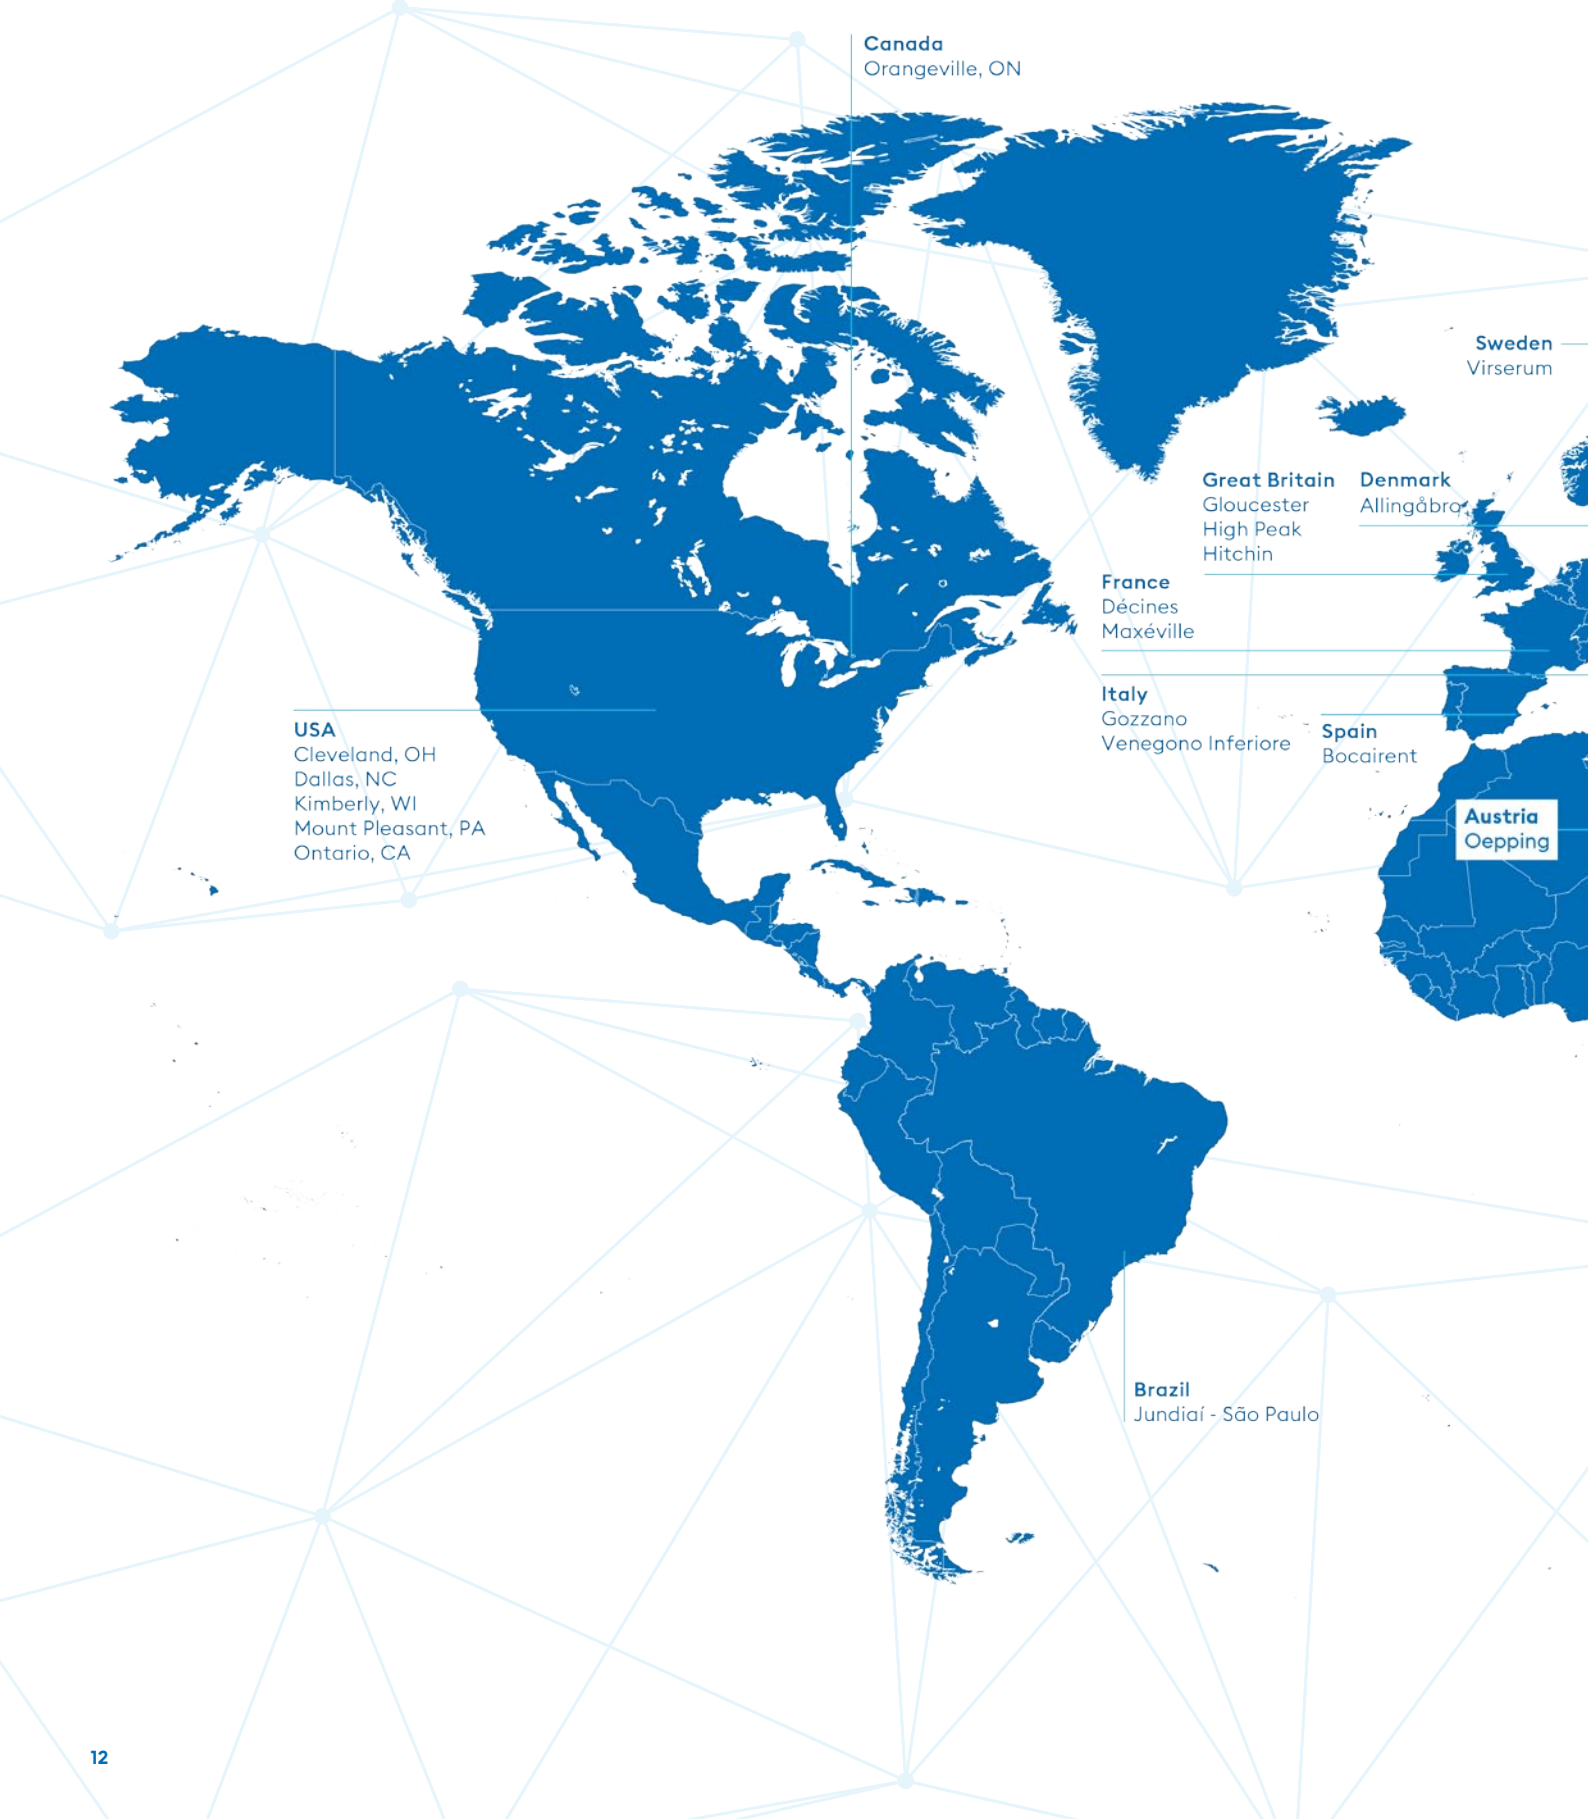 Canada
Orangeville, ON
Sweden
Virserum
Great Britain
Gloucester
High Peak
Hitchin
Denmark
Allingåbro
France
Décines
Maxéville
Italy
Gozzano
Venegono Inferiore
Spain
Bocairent
USA
Cleveland, OH
Dallas, NC
Kimberly, WI
Mount Pleasant, PA
Ontario, CA
Austria
Oepping
Brazil
Jundiaí - São Paulo
12